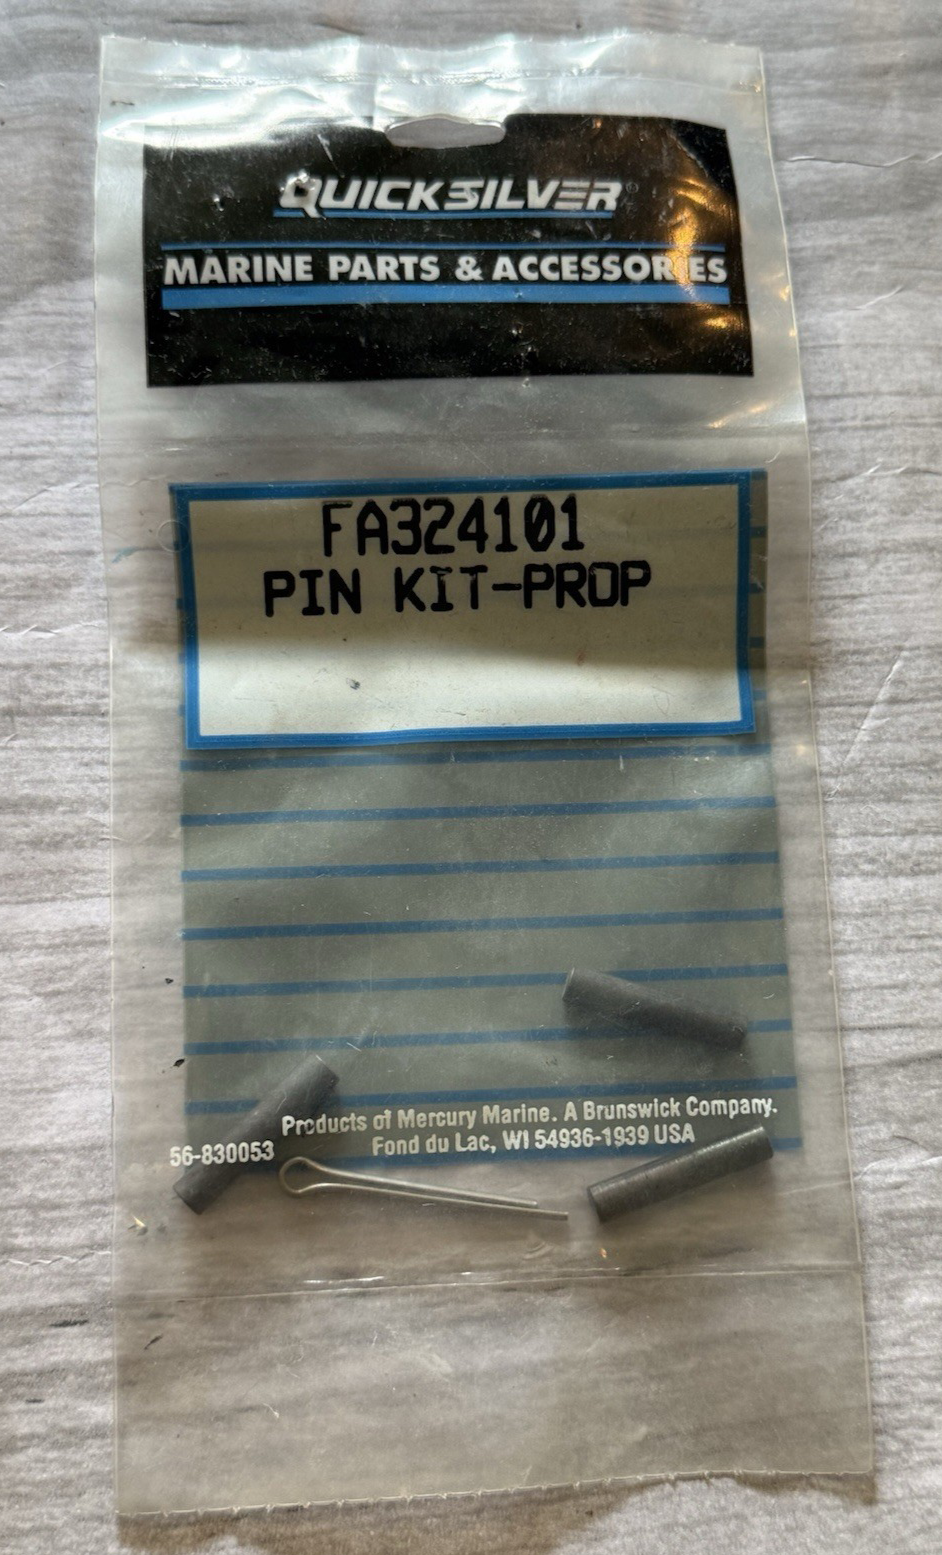 QUICKSILVER®
MARINE PARTS & ACCESSORIES
FA324101
PIN KIT-PROP
Products of Mercury Marine. A Brunswick Company.
56-830053
Fond du Lac, WI 54936-1939 USA